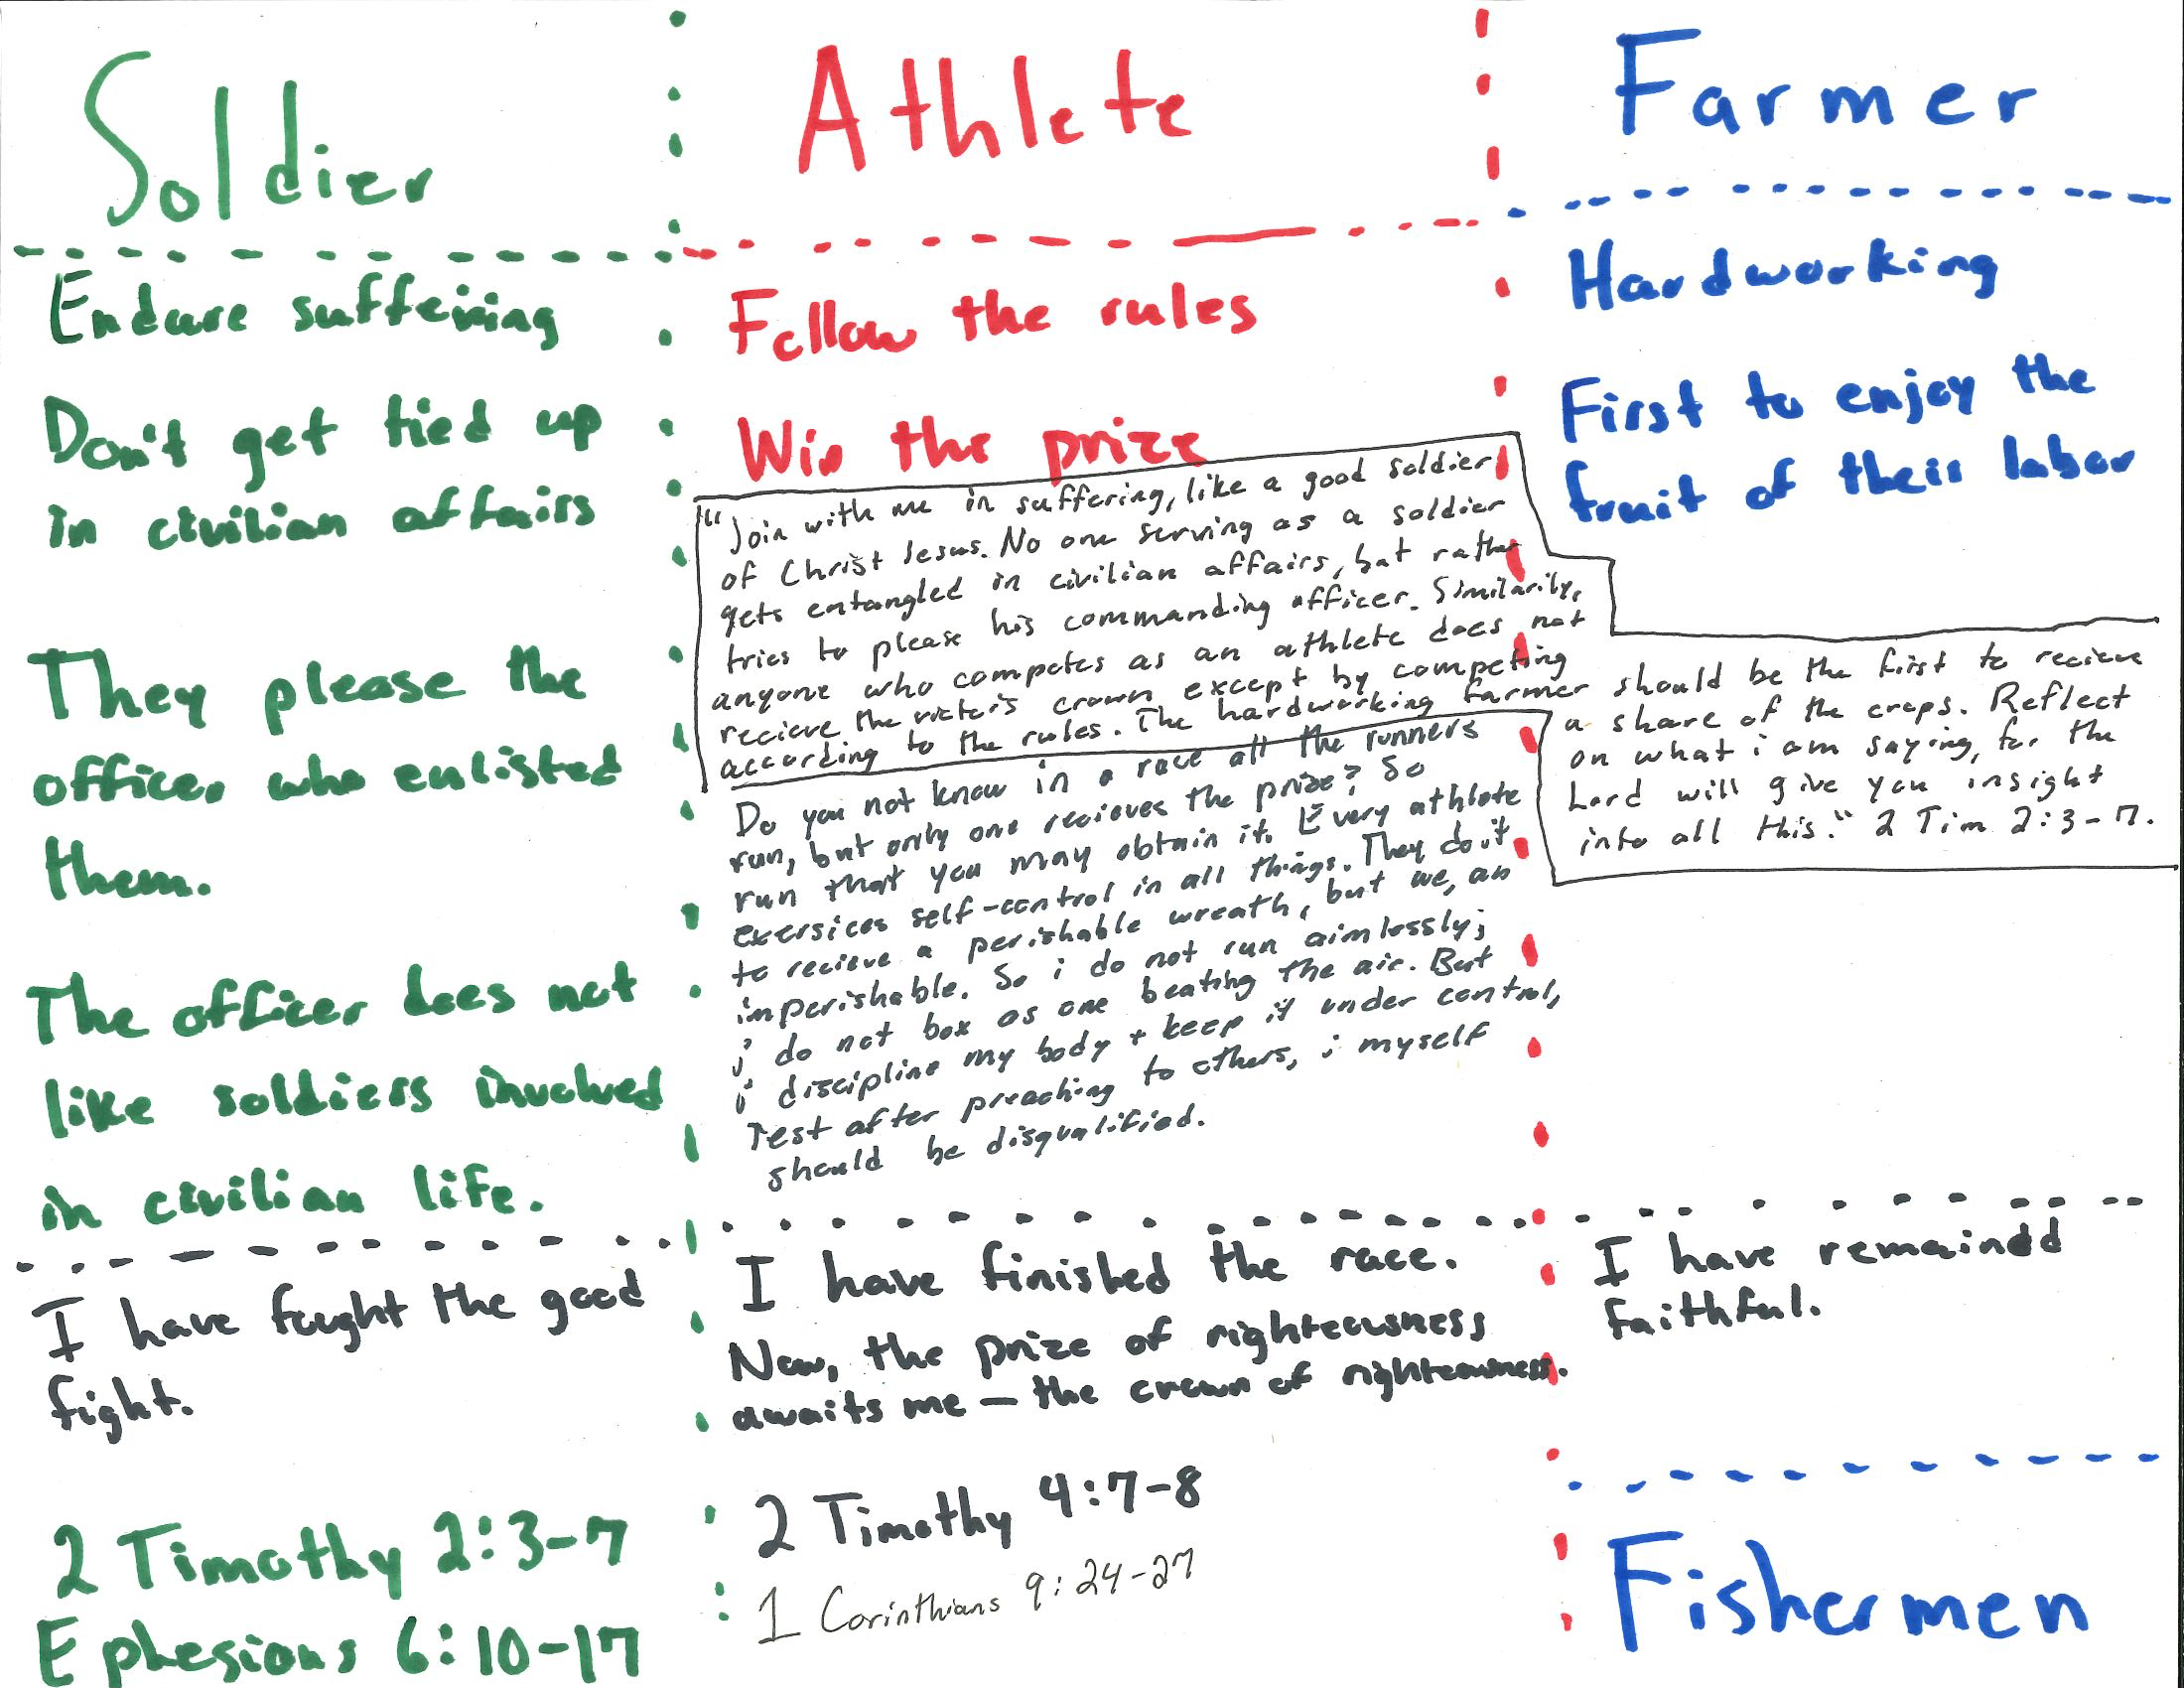 Soldier
Endure suffering
Don't get tied up
in civilian affairs
They please the
officer who enlisted
them.
The officer does not
like soldiers involved
in civilian life.
I have fought the good
fight.
2 Timothy 2:3-7
Ephesians 6:10-17
Athlete
Follow the rules
Win the prize
"Join with me in suffering, like a good soldier
of Christ Jesus. No one serving as a soldier
gets entangled in civilian affairs, but rather
tries to please his commanding officer. Similarily,
anyone who competes as an athlete does not
recieve the victor's crown except by competing
according to the rules. The hardworking farmer should be the first to recieve
a share of the crops. Reflect
on what i am saying, for the
Lord will give you insight
into all this." 2 Tim 2:3-7.
Do you not know in a race all the runners
run, but only one recieves the prize? So
run that you may obtain it. Every athlete
exersices self-control in all things. They do it
to recieve a perishable wreath, but we, an
imperishable. So i do not run aimlessly;
i do not box as one beating the air. But
i discipline my body + keep it under control,
lest after preaching to others, i myself
should be disqualified.
I have finished the race.
Now, the prize of righteousness
awaits me - the crown of righteousness.
2 Timothy 4:7-8
1 Corinthians 9:24-27
Farmer
Hardworking
First to enjoy the
fruit of their labor
I have remaindd
faithful.
Fishermen